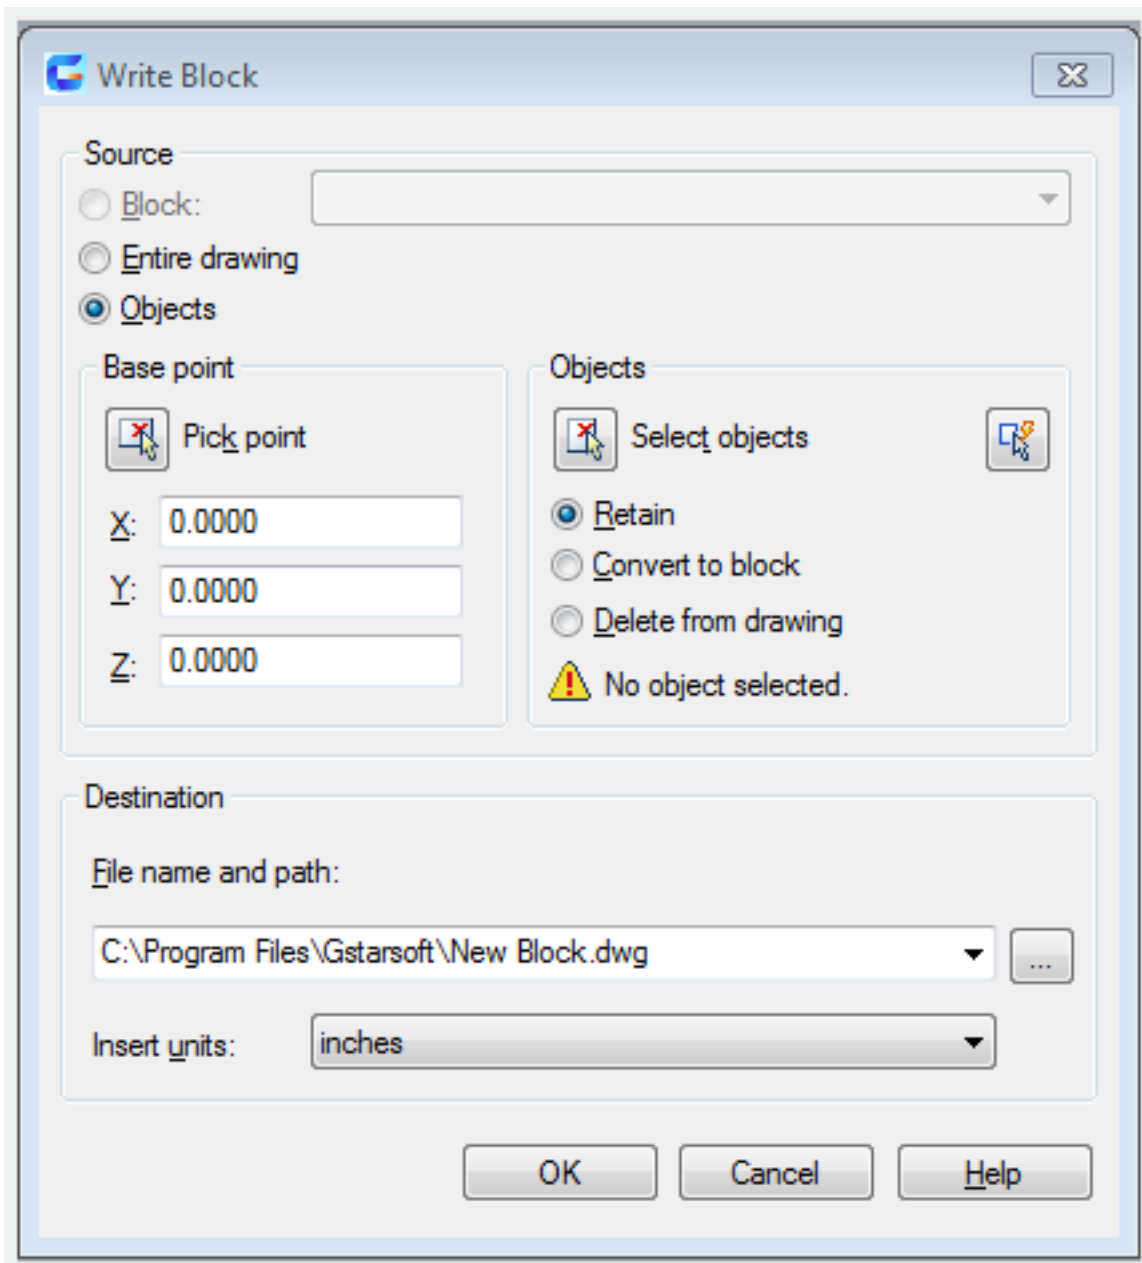 Write Block
Source
Block:
Entire drawing
Objects
Base point
Pick point
X: 0.0000
Y: 0.0000
Z: 0.0000
Objects
Select objects
Retain
Convert to block
Delete from drawing
No object selected.
Destination
File name and path:
C:\Program Files\Gstarsoft\New Block.dwg
...
Insert units: inches
OK Cancel Help